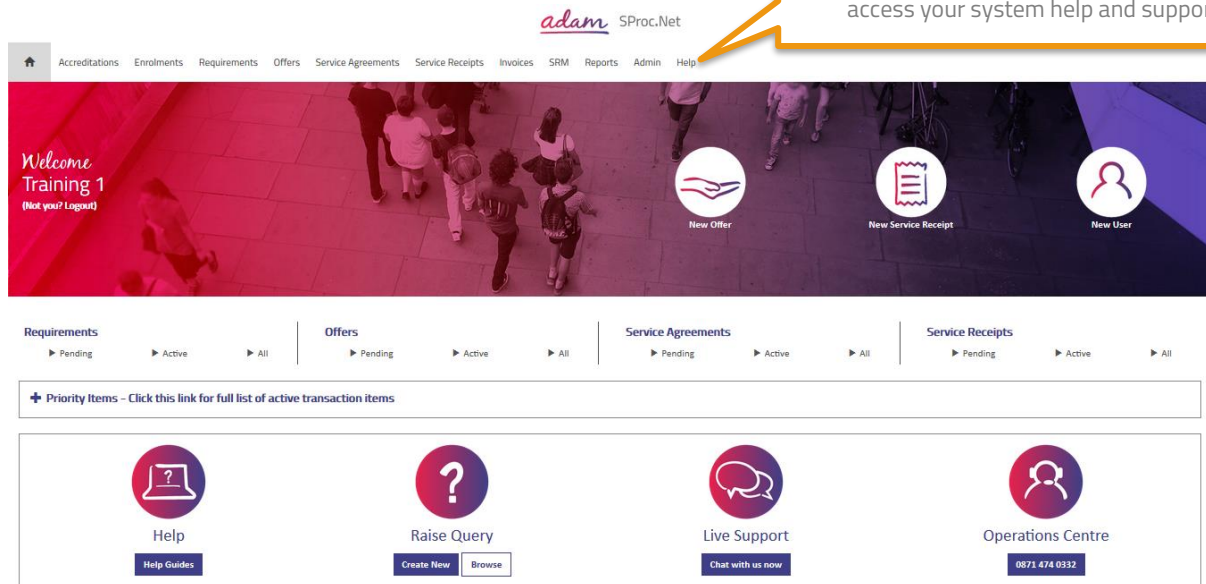 access your system help and suppor
adam SProc.Net
Accreditations Enrolments Requirements Offers Service Agreements Service Receipts Invoices SRM Reports Admin Help
Welcome
Training 1
(Not you? Logout)
New Offer New Service Receipt New User
Requirements Offers Service Agreements Service Receipts
Pending Active All Pending Active All Pending Active All Pending Active All
Priority Items - Click this link for full list of active transaction items
Help Raise Query Live Support Operations Centre
Help Guides Create New Browse Chat with us now 0871 474 0332